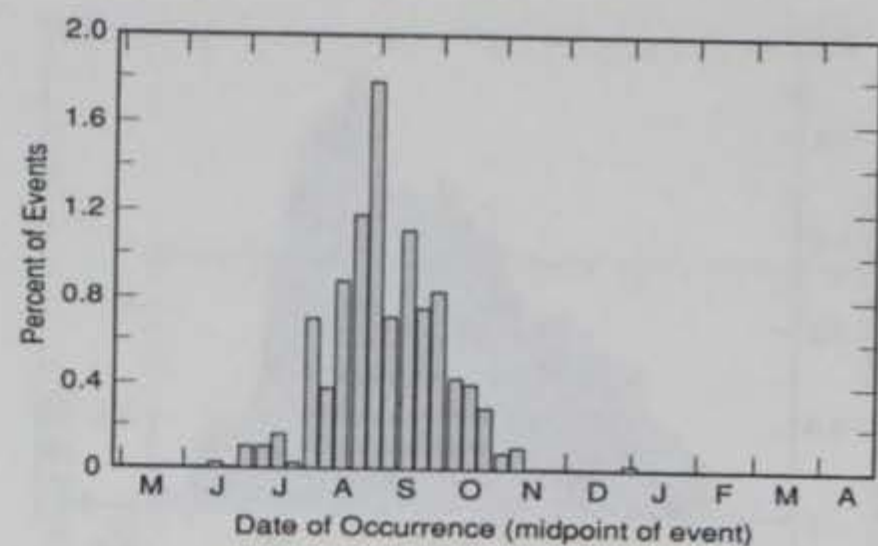 2.0
1.6
1.2
0.8
0.4
0
Percent of Events
M J J A S O N D J F M A
Date of Occurrence (midpoint of event)